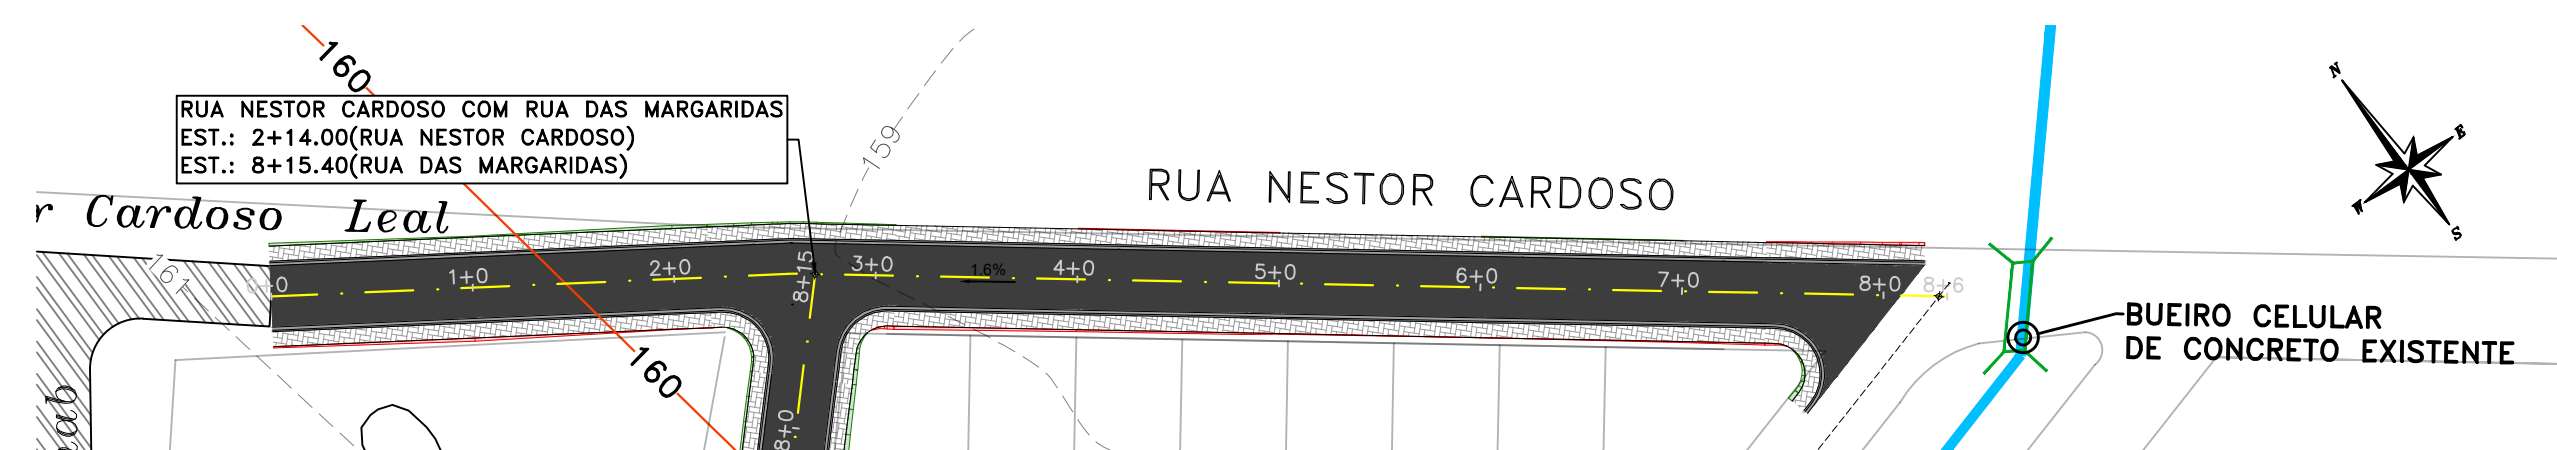 160
RUA NESTOR CARDOSO COM RUA DAS MARGARIDAS
EST.: 2+14.00(RUA NESTOR CARDOSO)
EST.: 8+15.40(RUA DAS MARGARIDAS)
159
RUA NESTOR CARDOSO
N
E
W
S
r Cardoso Leal
161
0+0
1+0
2+0
8+15
3+0
1.6%
4+0
5+0
6+0
7+0
8+0
8+6
BUEIRO CELULAR
DE CONCRETO EXISTENTE
160
8+0